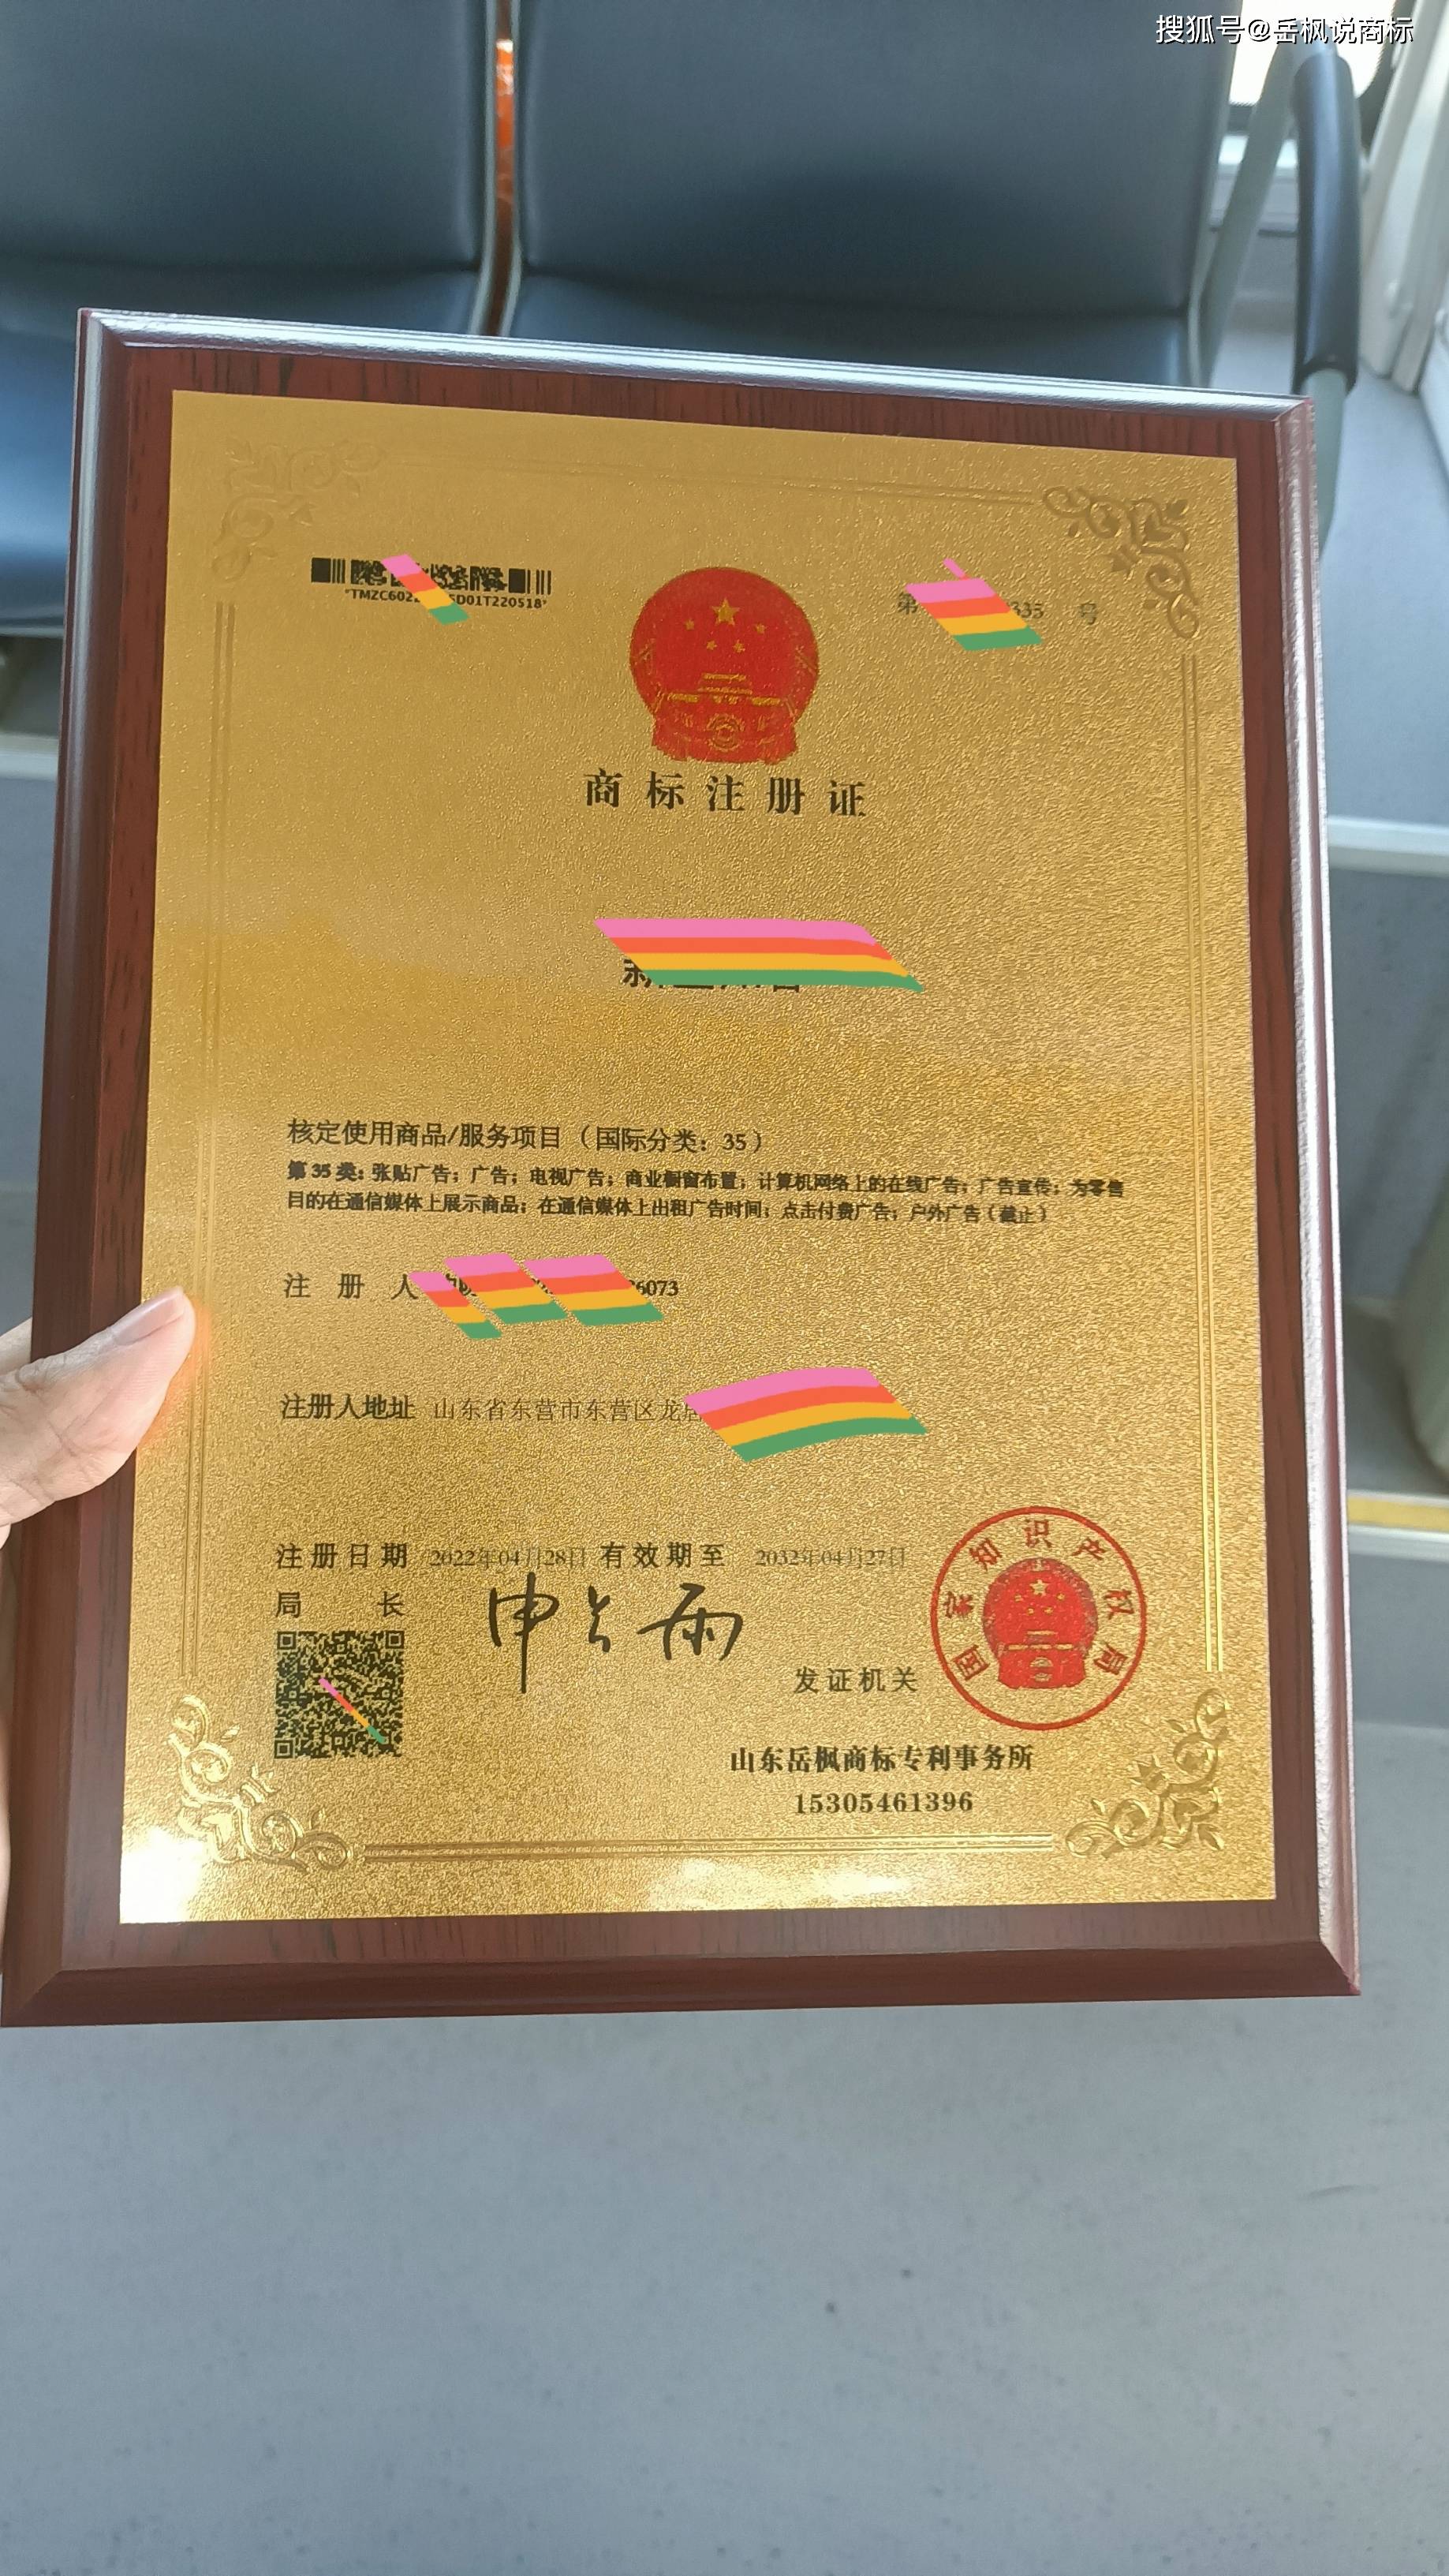 搜狐号@岳枫说商标
*TMZC602 5D01T220518*
第 335 号
商标注册证
核定使用商品/服务项目（国际分类：35）
第35类：张贴广告；广告；电视广告；商业橱窗布置；计算机网络上的在线广告；广告宣传；为零售
目的在通信媒体上展示商品；在通信媒体上出租广告时间；点击付费广告；户外广告（截止）
注册人 6073
注册人地址 山东省东营市东营区龙居
注册日期 2022年04月28日 有效期至 2032年04月27日
局长 申长雨
发证机关
国家知识产权局
山东岳枫商标专利事务所
15305461396